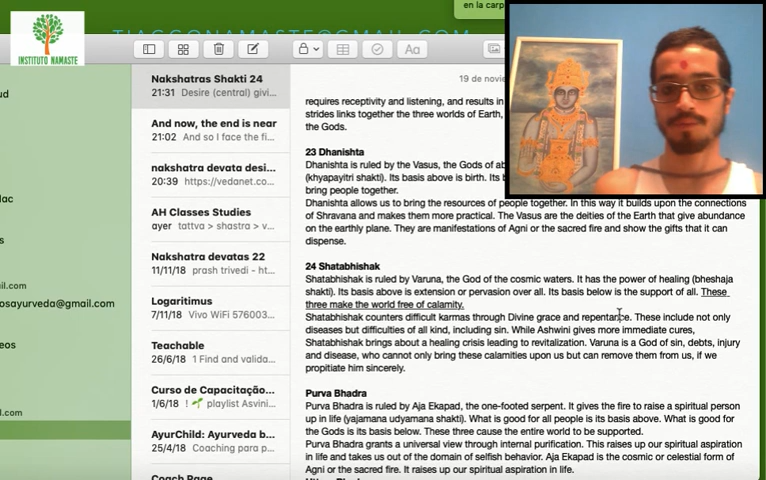 en la carp
TIAGGONAMASTE@GMAIL.COM
INSTITUTO NAMASTE
Aa
ud
lac
s
il.com
osayurveda@gmail.com
eos
l.com
Nakshatras Shakti 24
21:31 Desire (central) givi...
And now, the end is near
21:02 And so I face the fi...
nakshatra devata desi...
20:39 https://vedanet.co...
AH Classes Studies
ayer tattva > shastra > v...
Nakshatra devatas 22
11/11/18 prash trivedi - ht...
Logaritimus
7/11/18 Vivo WiFi 576003...
Teachable
26/6/18 1 Find and valida...
Curso de Capacitação...
1/6/18 ! 🌱 playlist Asvini...
AyurChild: Ayurveda b...
25/4/18 Coaching para p...
Coach Page
19 de novie
requires receptivity and listening, and results in
strides links together the three worlds of Earth,
the Gods.
23 Dhanishta
Dhanishta is ruled by the Vasus, the Gods of ab
(khyapayitri shakti). Its basis above is birth. Its b
bring people together.
Dhanishta allows us to bring the resources of people together. In this way it builds upon the connections
of Shravana and makes them more practical. The Vasus are the deities of the Earth that give abundance
on the earthly plane. They are manifestations of Agni or the sacred fire and show the gifts that it can
dispense.
24 Shatabhishak
Shatabhishak is ruled by Varuna, the God of the cosmic waters. It has the power of healing (bheshaja
shakti). Its basis above is extension or pervasion over all. Its basis below is the support of all. These
three make the world free of calamity.
Shatabhishak counters difficult karmas through Divine grace and repentance. These include not only
diseases but difficulties of all kind, including sin. While Ashwini gives more immediate cures,
Shatabhishak brings about a healing crisis leading to revitalization. Varuna is a God of sin, debts, injury
and disease, who cannot only bring these calamities upon us but can remove them from us, if we
propitiate him sincerely.
Purva Bhadra
Purva Bhadra is ruled by Aja Ekapad, the one-footed serpent. It gives the fire to raise a spiritual person
up in life (yajamana udyamana shakti). What is good for all people is its basis above. What is good for
the Gods is its basis below. These three cause the entire world to be supported.
Purva Bhadra grants a universal view through internal purification. This raises up our spiritual aspiration
in life and takes us out of the domain of selfish behavior. Aja Ekapad is the cosmic or celestial form of
Agni or the sacred fire. It raises up our spiritual aspiration in life.